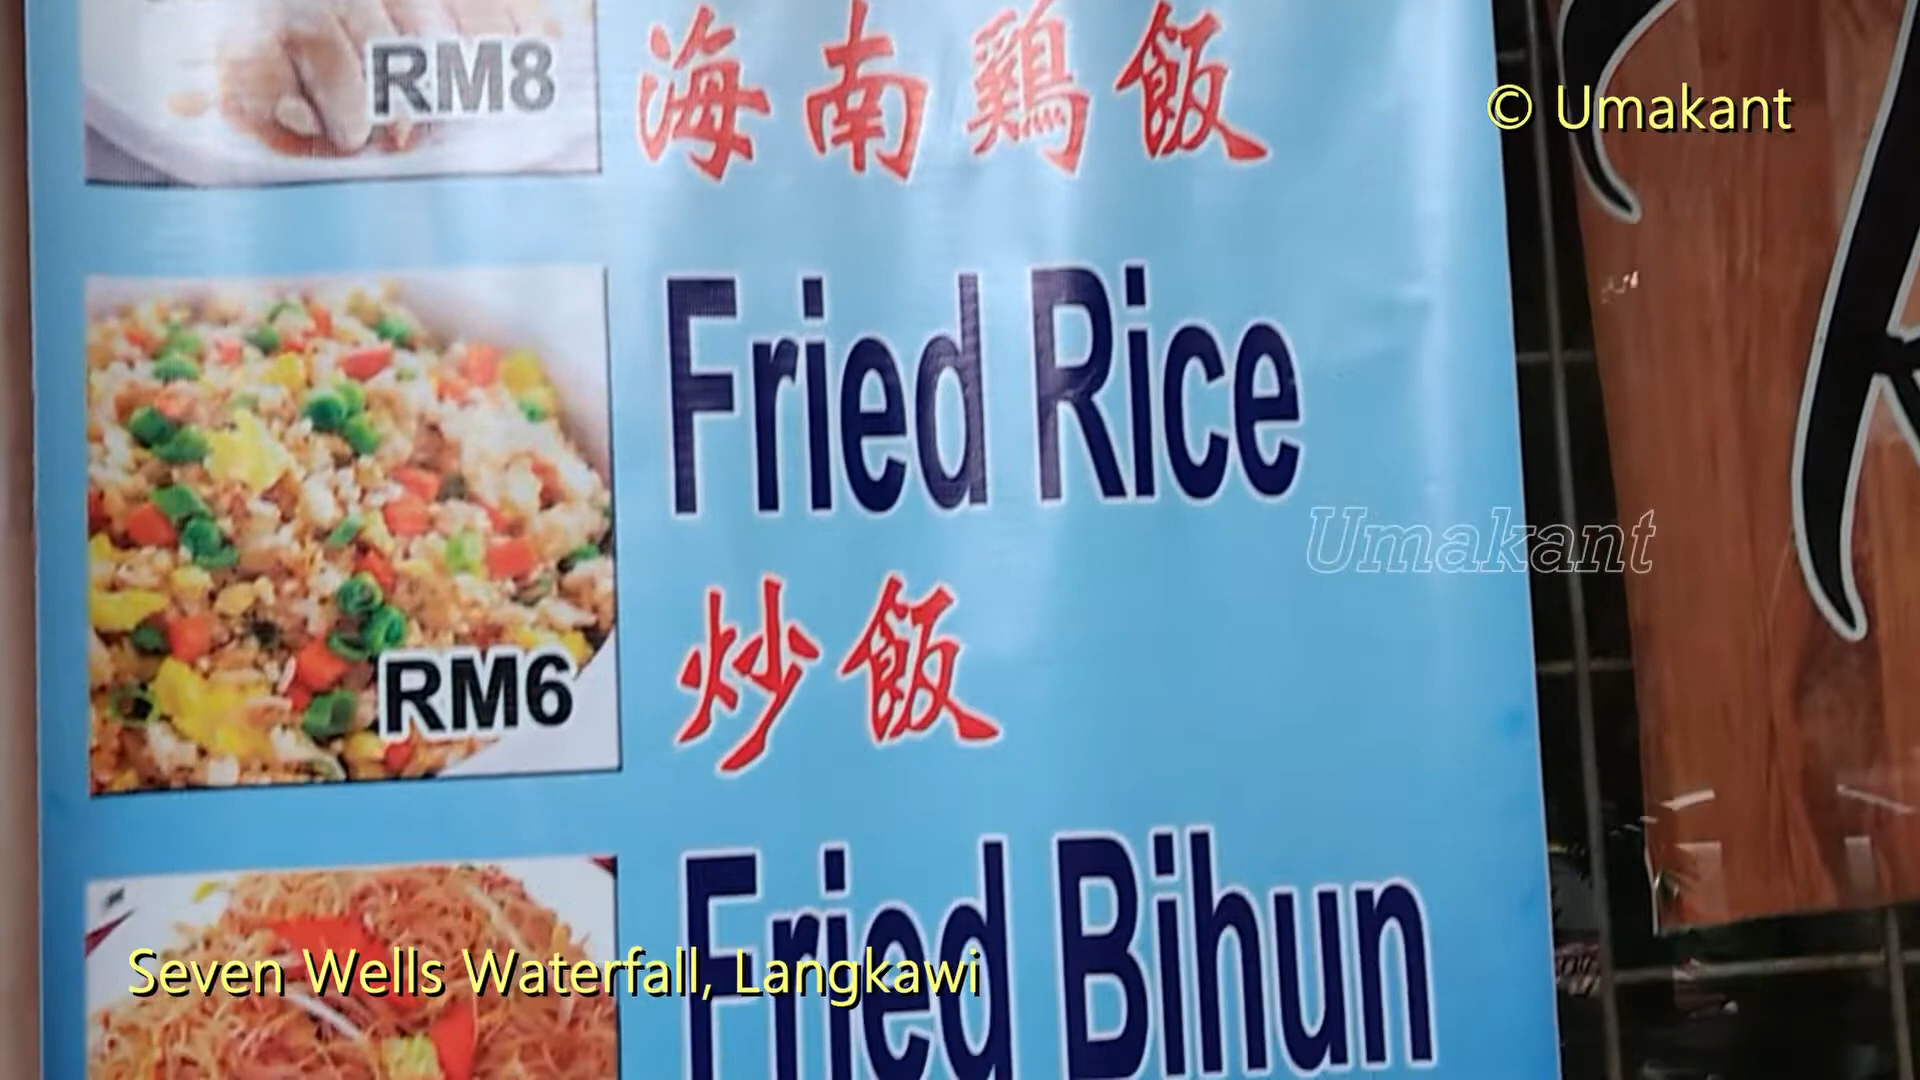 RM8
海南鷄飯
© Umakant
Fried Rice
Umakant
炒飯
RM6
Fried Bihun
Seven Wells Waterfall, Langkawi